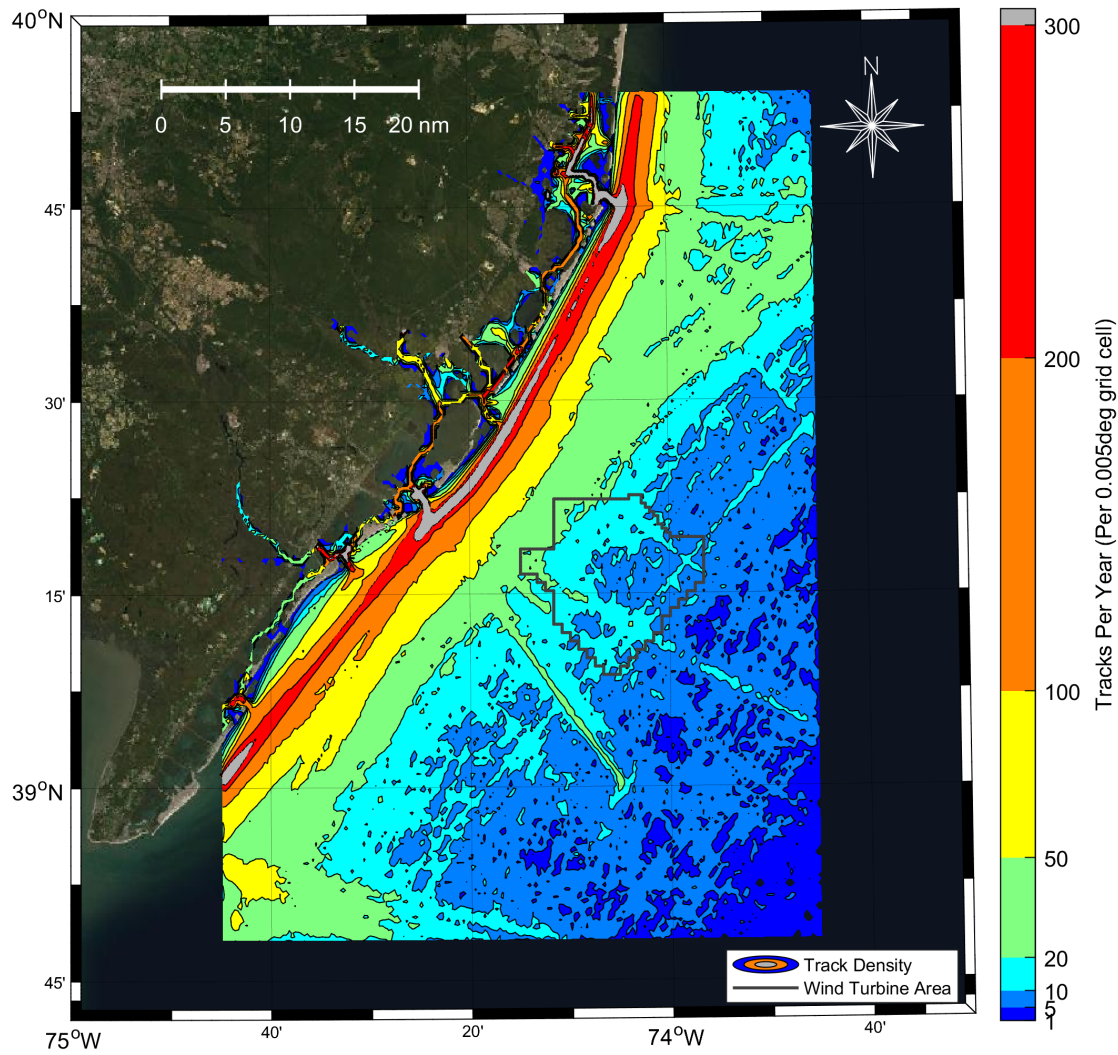 40°N
N
300
0 5 10 15 20 nm
45'
200
30'
15'
100
39°N
50
20
10
5
1
Track Density
Wind Turbine Area
45'
75°W 40' 20' 74°W 40'
Tracks Per Year (Per 0.005deg grid cell)